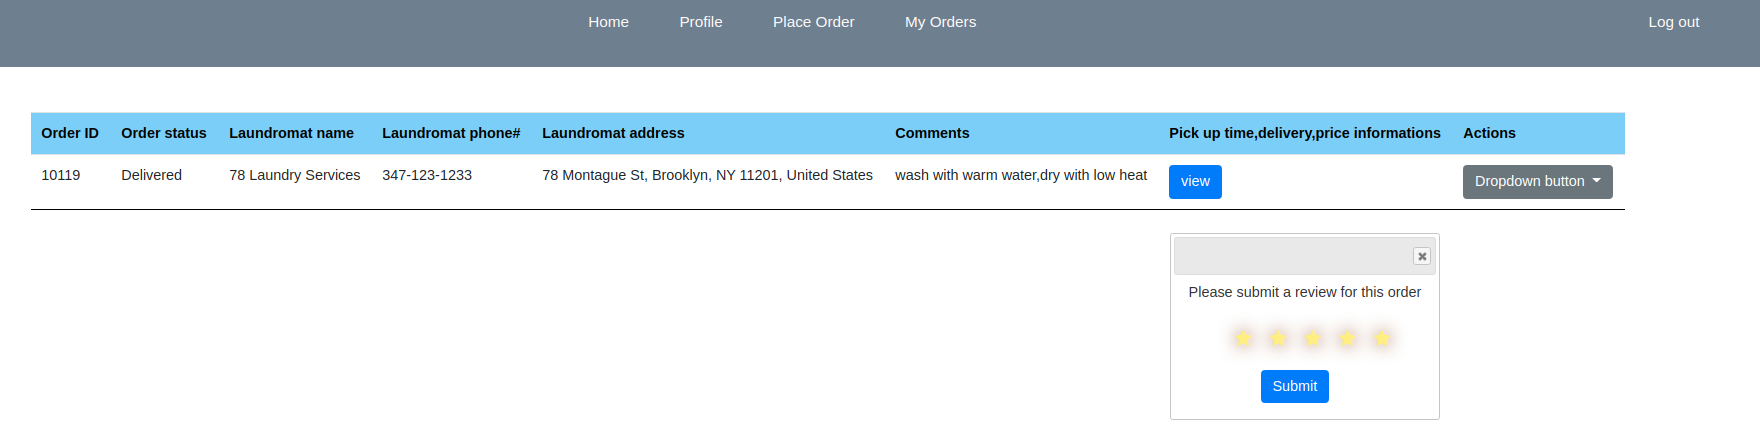 Home Profile Place Order My Orders Log out
Order ID Order status Laundromat name Laundromat phone# Laundromat address Comments Pick up time,delivery,price informations Actions
10119 Delivered 78 Laundry Services 347-123-1233 78 Montague St, Brooklyn, NY 11201, United States wash with warm water,dry with low heat view Dropdown button
Please submit a review for this order
Submit